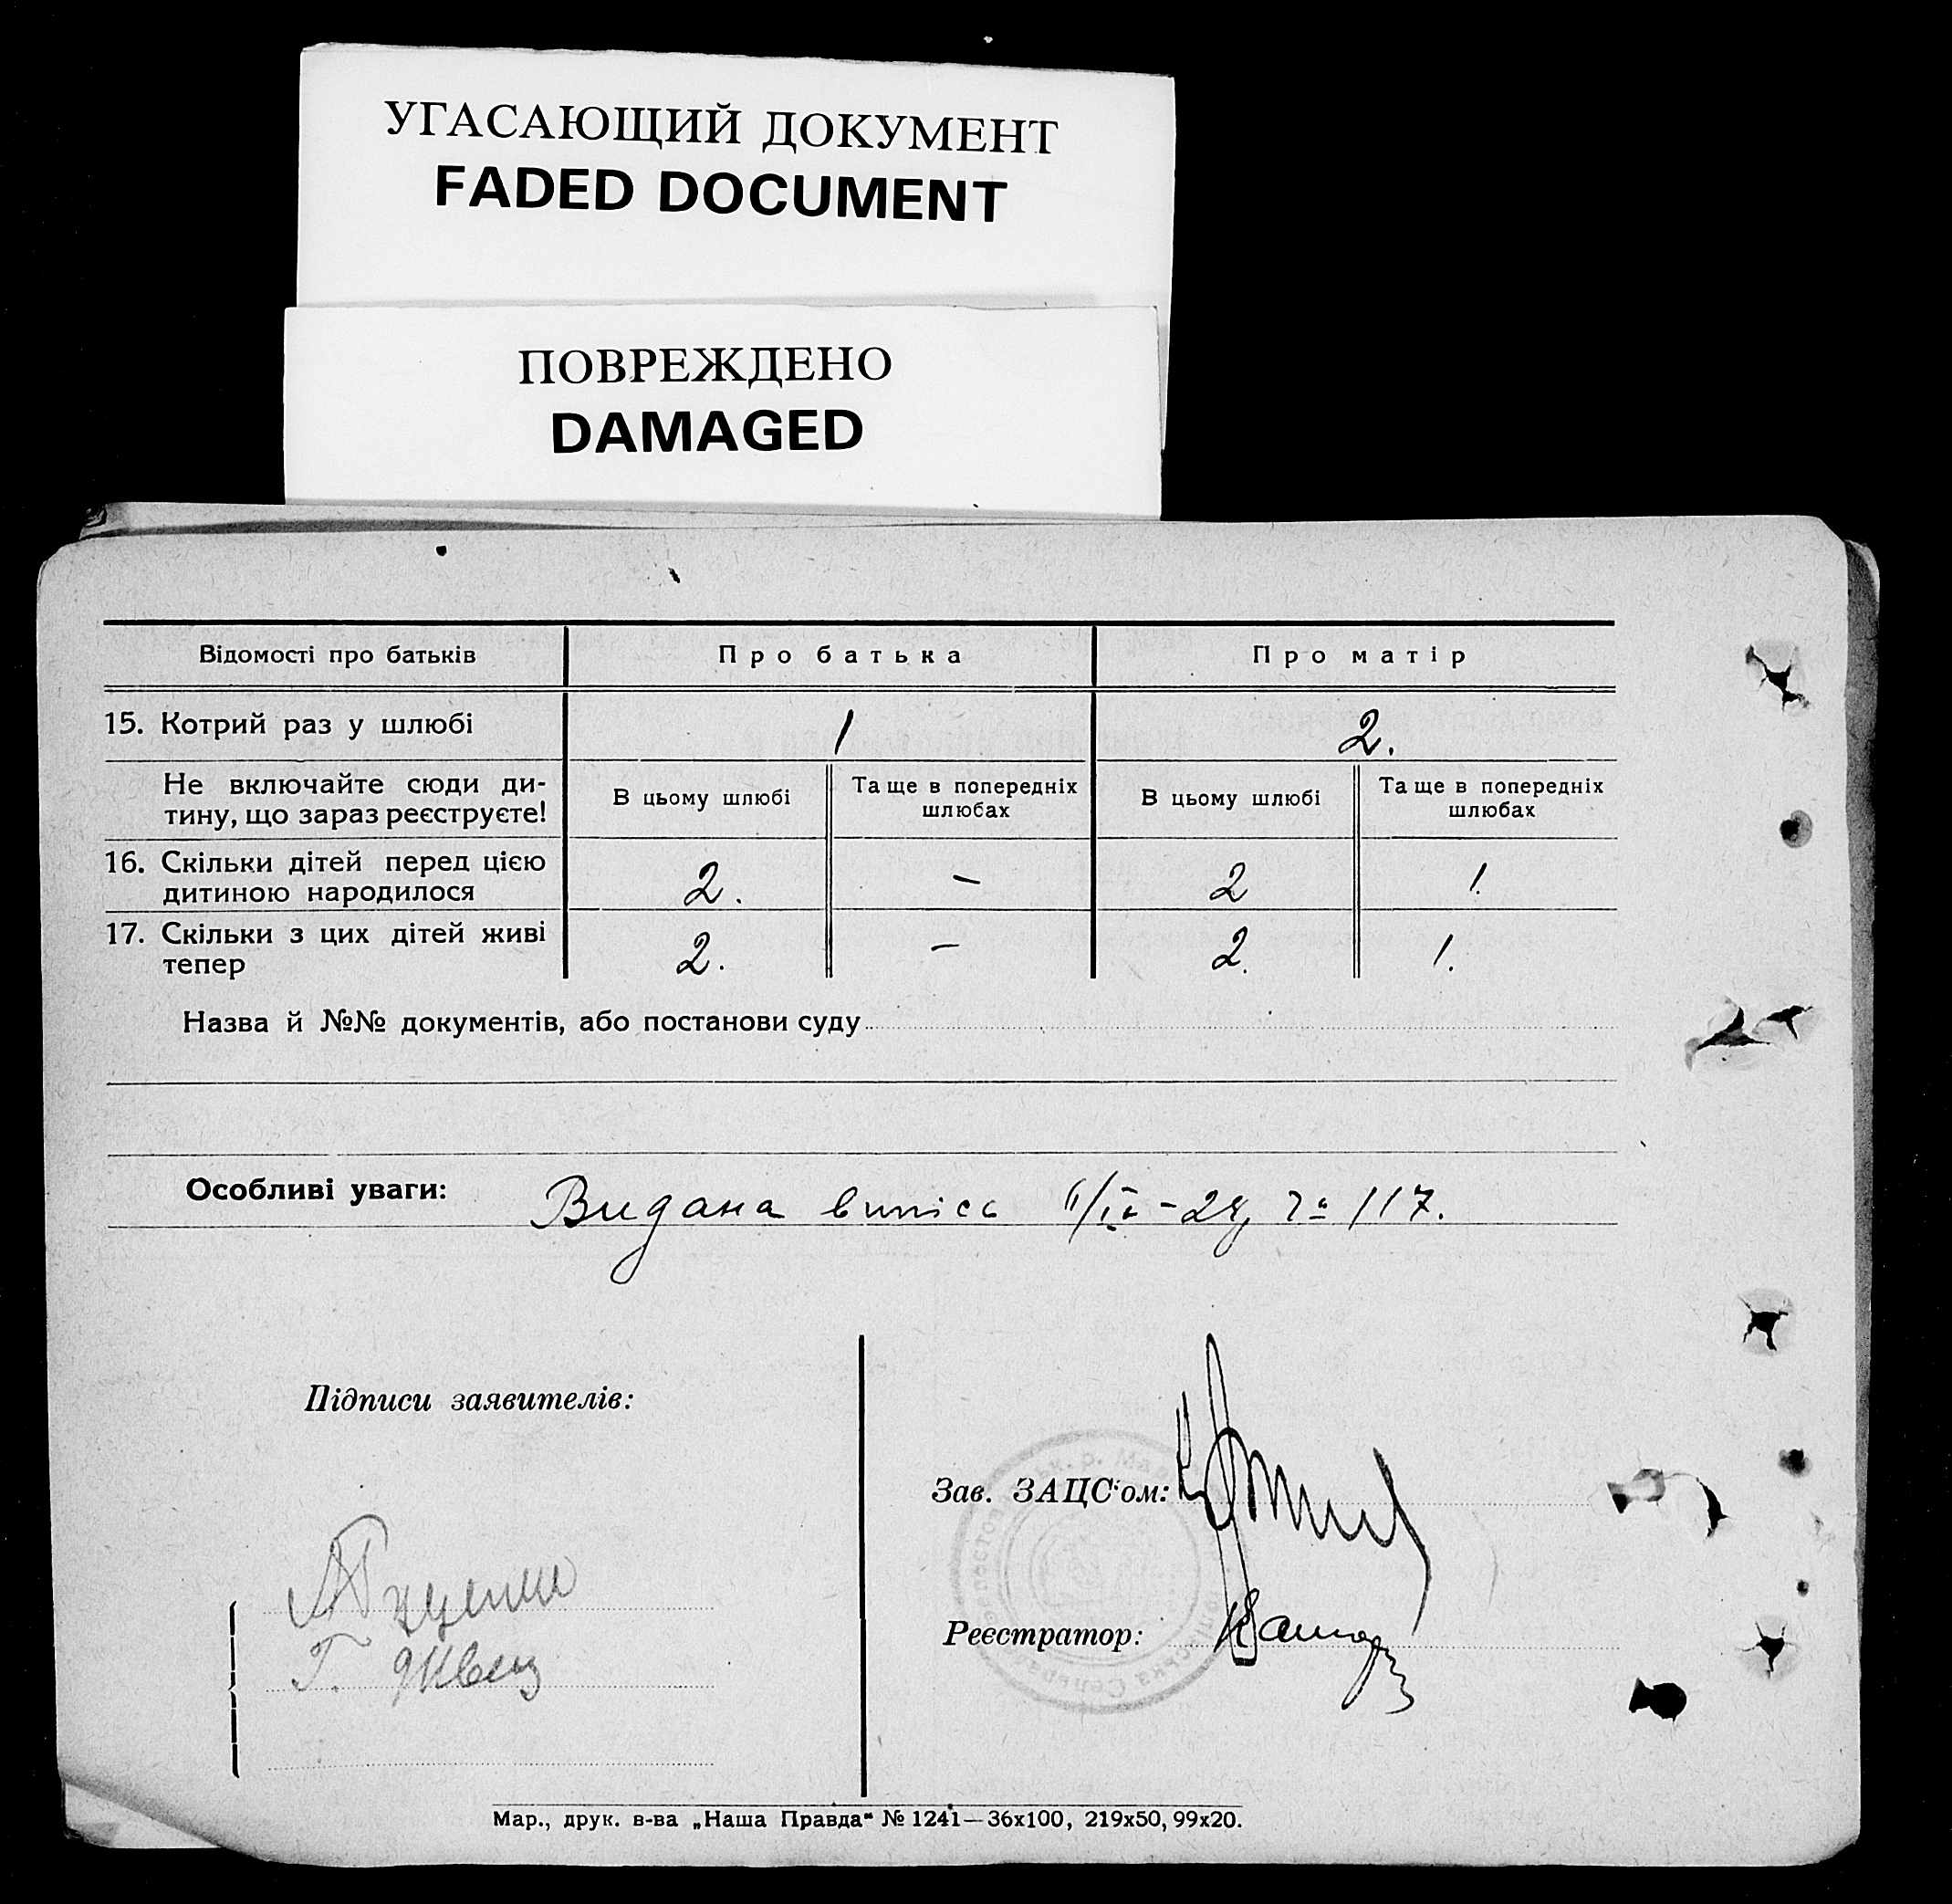 УГАСАЮЩИЙ ДОКУМЕНТ
FADED DOCUMENT
ПОВРЕЖДЕНО
DAMAGED
Відомості про батьків Про батька Про матір
15. Котрий раз у шлюбі 1 2.
Не включайте сюди ди-
тину, що зараз реєструєте!
В цьому шлюбі
Та ще в попередніх
шлюбах
В цьому шлюбі
Та ще в попередніх
шлюбах
16. Скільки дітей перед цією
дитиною народилося 2. – 2 1.
17. Скільки з цих дітей живі
тепер 2. – 2. 1.
Назва й №№ документів, або постанови суду
Особливі уваги: Видана випісь 117.
Підписи заявителів:
Зав. ЗАЦС'ом:
Реєстратор:
Т.
Мар., друк. в-ва „Наша Правда“ № 1241—36х100, 219х50, 99х20.